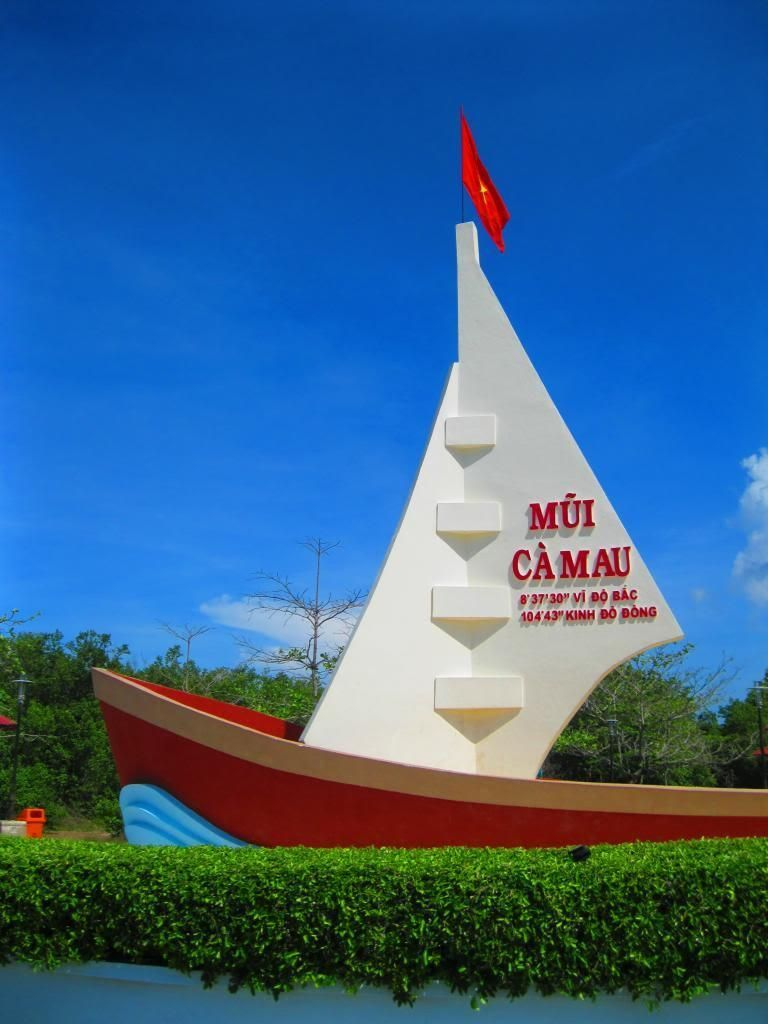 MŨI
CÀ MAU
8'37'30" VĨ ĐỘ BẮC
104'43" KINH ĐỘ ĐÔNG